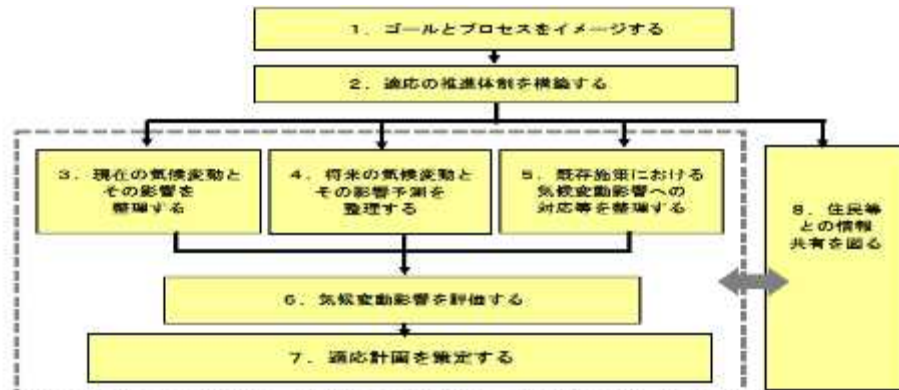 1．ゴールとプロセスをイメージする
2．適応の推進体制を構築する
3．現在の気候変動と
その影響を
整理する
4．将来の気候変動と
その影響予測を
整理する
5．既存施策における
気候変動影響への
対応等を整理する
8．住民等
との情報
共有を図る
6．気候変動影響を評価する
7．適応計画を策定する